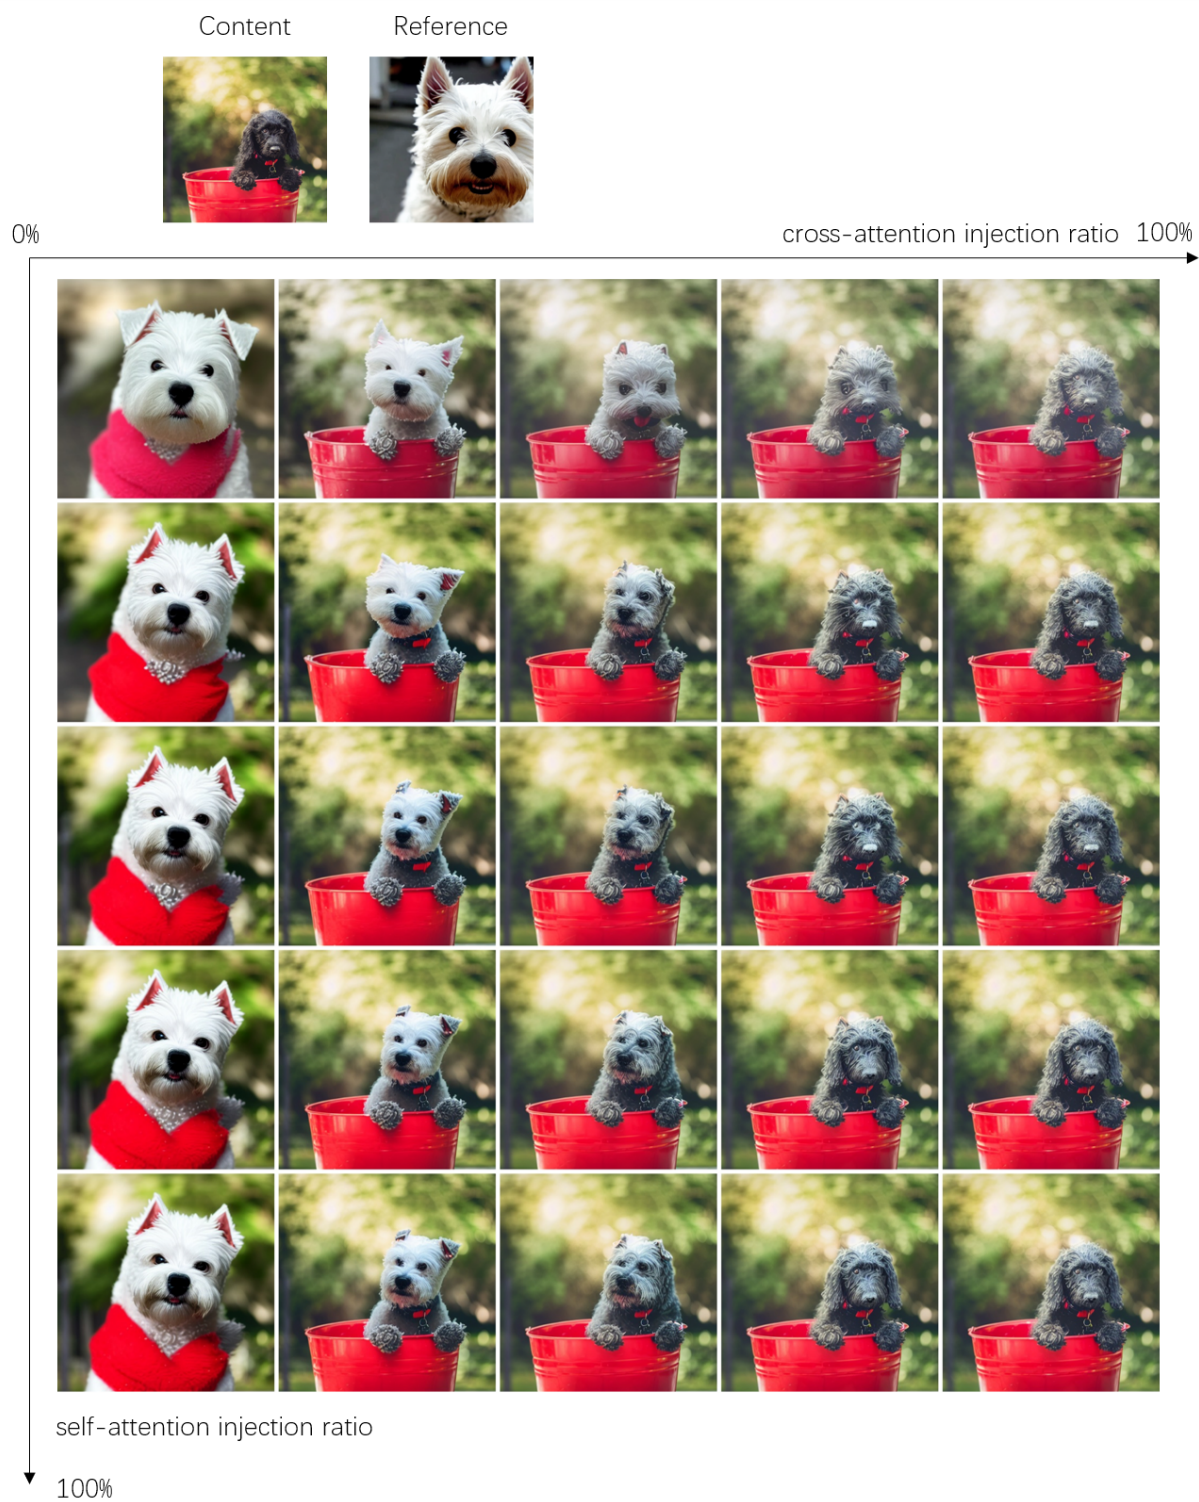 Content
Reference
0%
cross-attention injection ratio
100%
self-attention injection ratio
100%